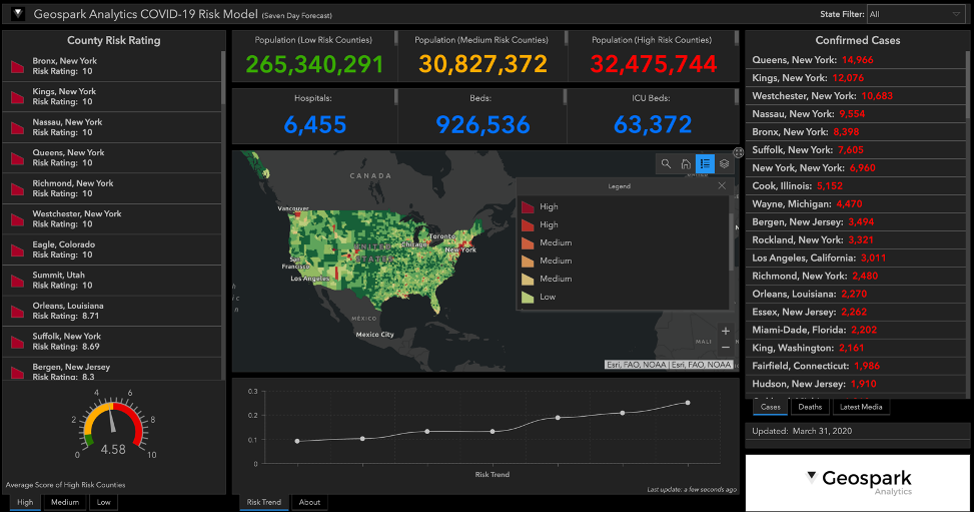 Geospark Analytics COVID-19 Risk Model (Seven Day Forecast)
State Filter: All
County Risk Rating
Bronx, New York
Risk Rating: 10
Kings, New York
Risk Rating: 10
Nassau, New York
Risk Rating: 10
Queens, New York
Risk Rating: 10
Richmond, New York
Risk Rating: 10
Westchester, New York
Risk Rating: 10
Eagle, Colorado
Risk Rating: 10
Summit, Utah
Risk Rating: 10
Orleans, Louisiana
Risk Rating: 8.71
Suffolk, New York
Risk Rating: 8.69
Bergen, New Jersey
Risk Rating: 8.3
0
2
4
6
8
10
4.58
Average Score of High Risk Counties
High
Medium
Low
Population (Low Risk Counties)
265,340,291
Population (Medium Risk Counties)
30,827,372
Population (High Risk Counties)
32,475,744
Hospitals:
6,455
Beds:
926,536
ICU Beds:
63,372
CANADA
Vancouver
UNITED
STATES
Chicago
Toronto
New York
San
Francisco
Los Angeles
MÉXICO
Mexico City
MALI
Legend
High
High
Medium
Medium
Medium
Low
Esri, FAO, NOAA | Esri, FAO, NOAA
0.3
0.2
0.1
0
Risk Trend
Last update: a few seconds ago
Risk Trend
About
Confirmed Cases
Queens, New York: 14,966
Kings, New York: 12,076
Westchester, New York: 10,683
Nassau, New York: 9,554
Bronx, New York: 8,398
Suffolk, New York: 7,605
New York, New York: 6,960
Cook, Illinois: 5,152
Wayne, Michigan: 4,470
Bergen, New Jersey: 3,494
Rockland, New York: 3,321
Los Angeles, California: 3,011
Richmond, New York: 2,480
Orleans, Louisiana: 2,270
Essex, New Jersey: 2,262
Miami-Dade, Florida: 2,202
King, Washington: 2,161
Fairfield, Connecticut: 1,986
Hudson, New Jersey: 1,910
Cases
Deaths
Latest Media
Updated: March 31, 2020
Geospark
Analytics